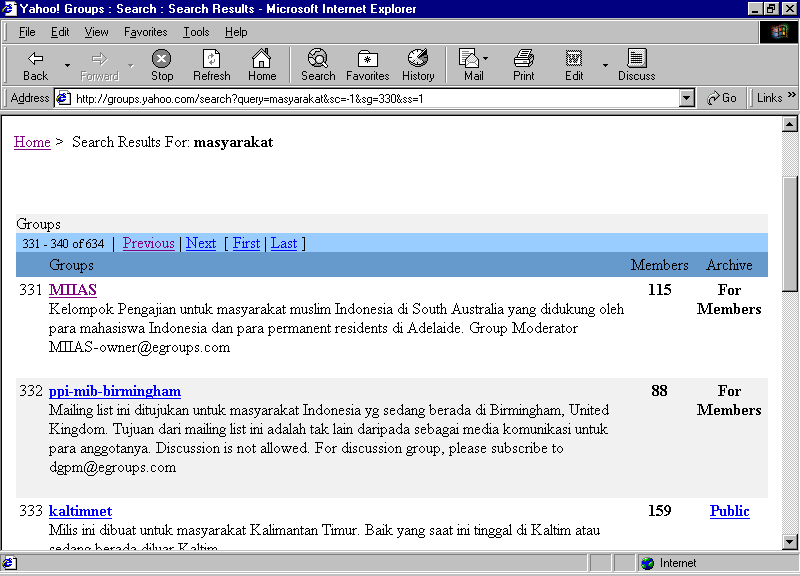 Yahoo! Groups : Search : Search Results - Microsoft Internet Explorer
File Edit View Favorites Tools Help
Back Forward Stop Refresh Home Search Favorites History Mail Print Edit Discuss
Address http://groups.yahoo.com/search?query=masyarakat&sc=-1&sg=330&ss=1 Go Links »
Home > Search Results For: masyarakat
Groups
331 - 340 of 634 | Previous | Next [ First | Last ]
Groups Members Archive
331 MIIAS 115 For
Kelompok Pengajian untuk masyarakat muslim Indonesia di South Australia yang didukung oleh Members
para mahasiswa Indonesia dan para permanent residents di Adelaide. Group Moderator
MIIAS-owner@egroups.com
332 ppi-mib-birmingham 88 For
Mailing list ini ditujukan untuk masyarakat Indonesia yg sedang berada di Birmingham, United Members
Kingdom. Tujuan dari mailing list ini adalah tak lain daripada sebagai media komunikasi untuk
para anggotanya. Discussion is not allowed. For discussion group, please subscribe to
dgpm@egroups.com
333 kaltimnet 159 Public
Milis ini dibuat untuk masyarakat Kalimantan Timur. Baik yang saat ini tinggal di Kaltim atau
sedang berada diluar Kaltim
Internet